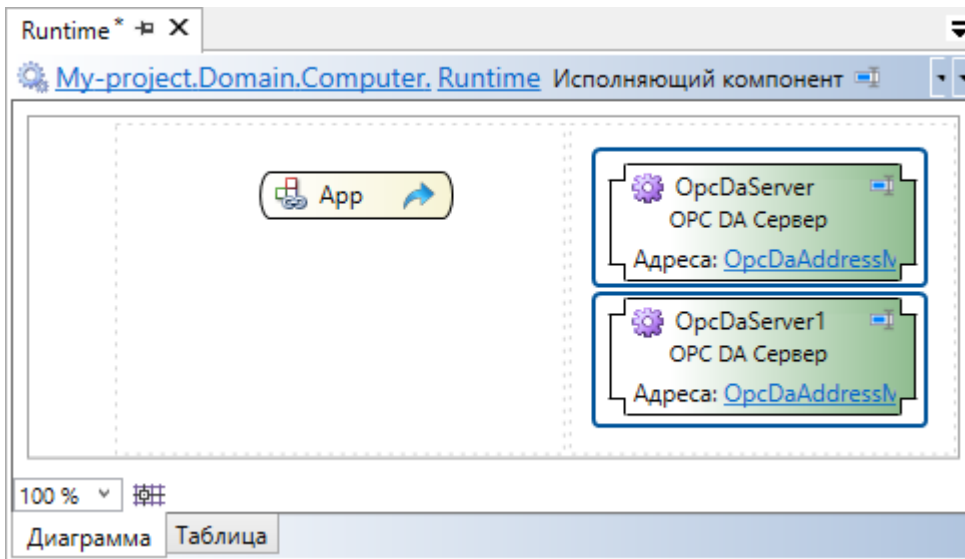 Runtime*
My-project.Domain.Computer. Runtime Исполняющий компонент
App
OpcDaServer
OPC DA Сервер
Адреса: OpcDaAddressM
OpcDaServer1
OPC DA Сервер
Адреса: OpcDaAddressM
100 %
Диаграмма Таблица